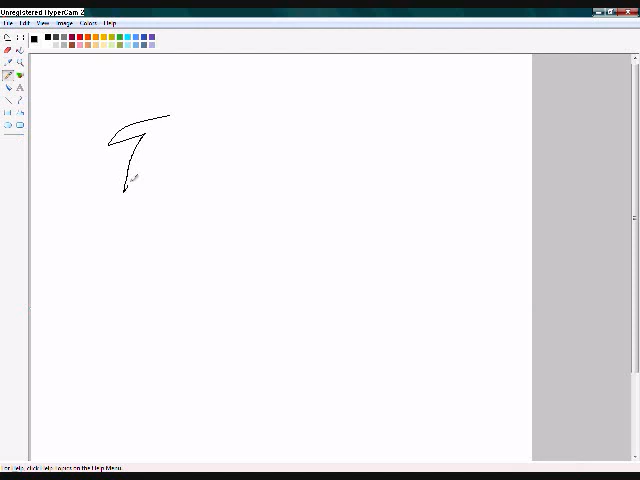 Unregistered HyperCam 2
File Edit View Image Colors Help
A
For Help, click Help Topics on the Help Menu.